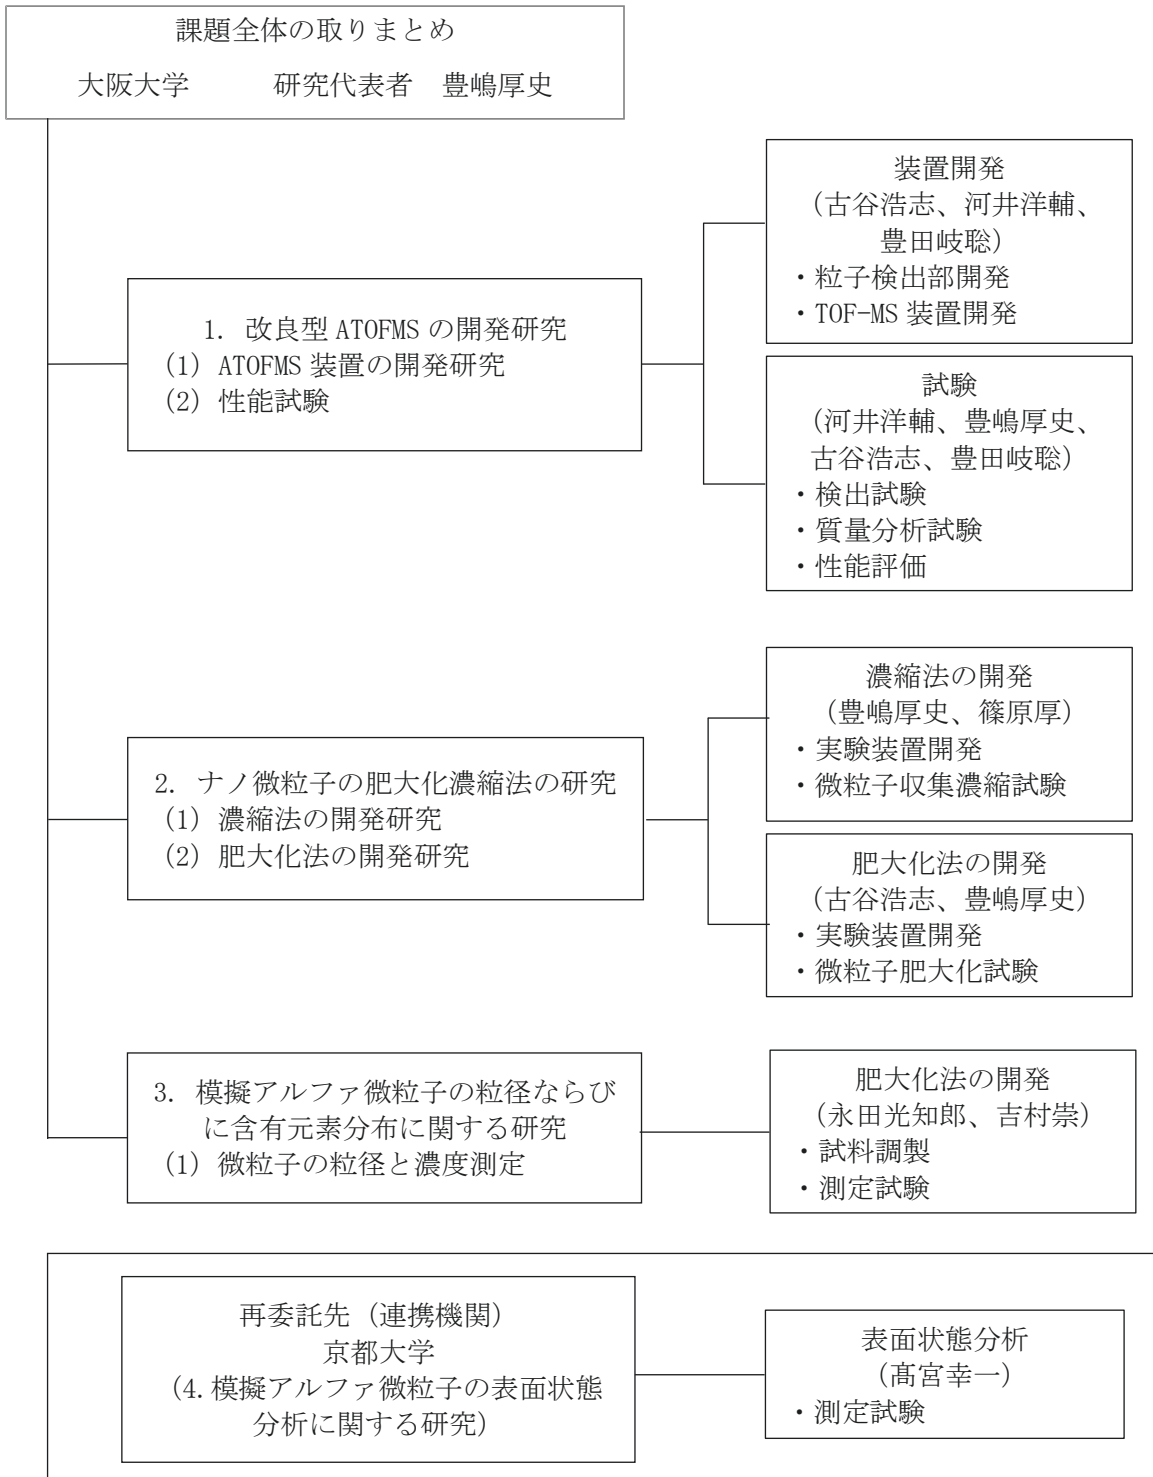 課題全体の取りまとめ
大阪大学 研究代表者 豊嶋厚史
装置開発
(古谷浩志、河井洋輔、
豊田岐聡)
・粒子検出部開発
・TOF-MS 装置開発
1. 改良型 ATOFMS の開発研究
(1) ATOFMS 装置の開発研究
(2) 性能試験
試験
(河井洋輔、豊嶋厚史、
古谷浩志、豊田岐聡)
・検出試験
・質量分析試験
・性能評価
濃縮法の開発
(豊嶋厚史、篠原厚)
・実験装置開発
・微粒子収集濃縮試験
2. ナノ微粒子の肥大化濃縮法の研究
(1) 濃縮法の開発研究
(2) 肥大化法の開発研究
肥大化法の開発
(古谷浩志、豊嶋厚史)
・実験装置開発
・微粒子肥大化試験
3. 模擬アルファ微粒子の粒径ならび
に含有元素分布に関する研究
(1) 微粒子の粒径と濃度測定
肥大化法の開発
(永田光知郎、吉村崇)
・試料調製
・測定試験
再委託先 (連携機関)
京都大学
(4.模擬アルファ微粒子の表面状態
分析に関する研究)
表面状態分析
(髙宮幸一)
・測定試験